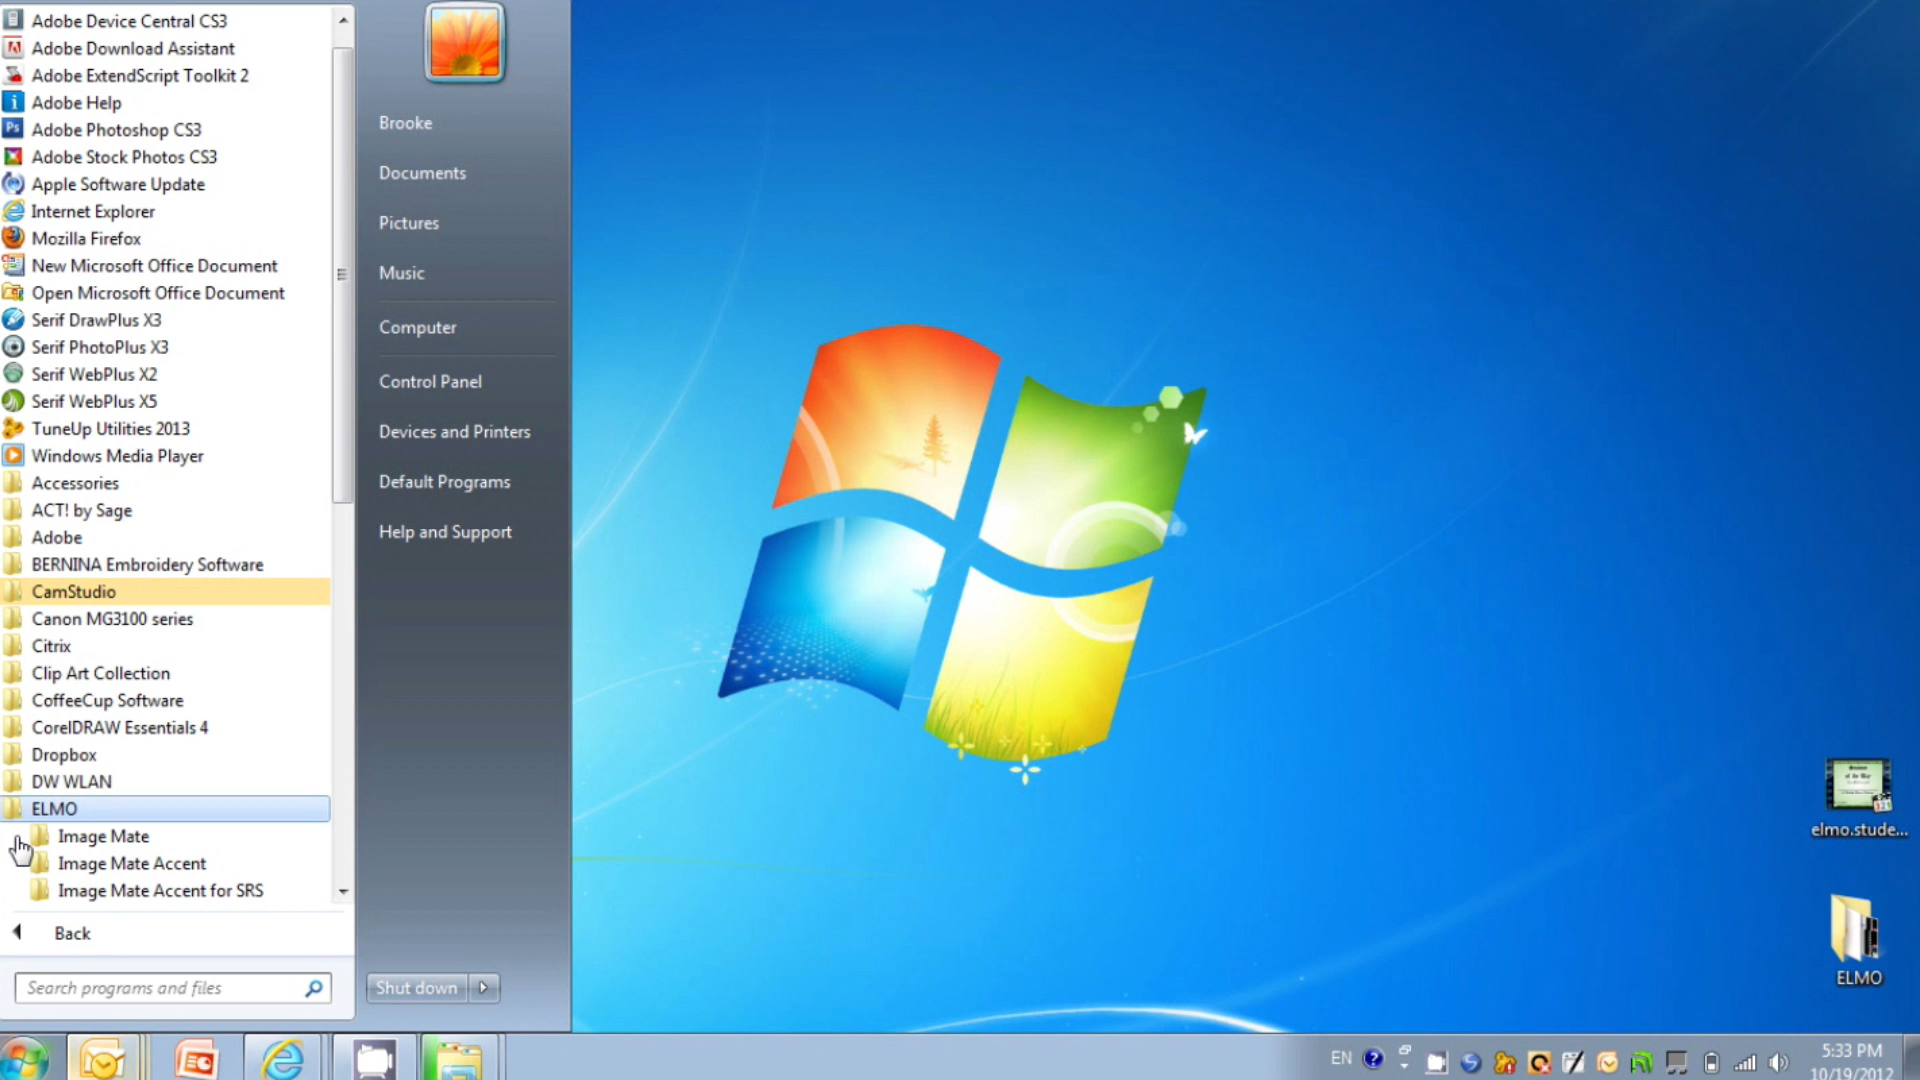 Adobe Device Central CS3
Adobe Download Assistant
Adobe ExtendScript Toolkit 2
Adobe Help
Adobe Photoshop CS3
Adobe Stock Photos CS3
Apple Software Update
Internet Explorer
Mozilla Firefox
New Microsoft Office Document
Open Microsoft Office Document
Serif DrawPlus X3
Serif PhotoPlus X3
Serif WebPlus X2
Serif WebPlus X5
TuneUp Utilities 2013
Windows Media Player
Accessories
ACT! by Sage
Adobe
BERNINA Embroidery Software
CamStudio
Canon MG3100 series
Citrix
Clip Art Collection
CoffeeCup Software
CorelDRAW Essentials 4
Dropbox
DW WLAN
ELMO
Image Mate
Image Mate Accent
Image Mate Accent for SRS
Back
Search programs and files
Brooke
Documents
Pictures
Music
Computer
Control Panel
Devices and Printers
Default Programs
Help and Support
Shut down
elmo.stude...
ELMO
EN
5:33 PM
10/19/2012